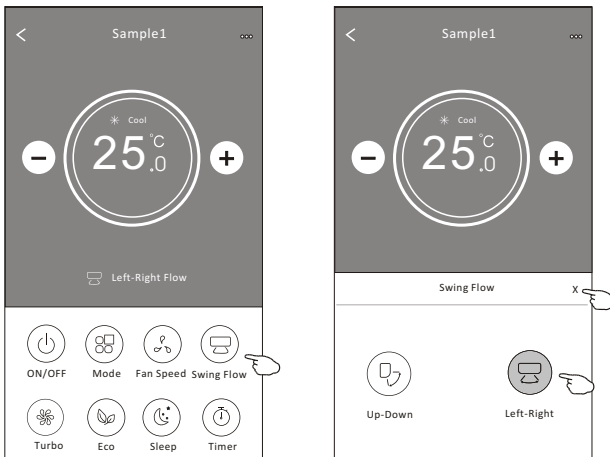 Sample1
Cool
25.0°C
Left-Right Flow
ON/OFF Mode Fan Speed Swing Flow
Turbo Eco Sleep Timer
Sample1
Cool
25.0°C
Swing Flow X
Up-Down Left-Right